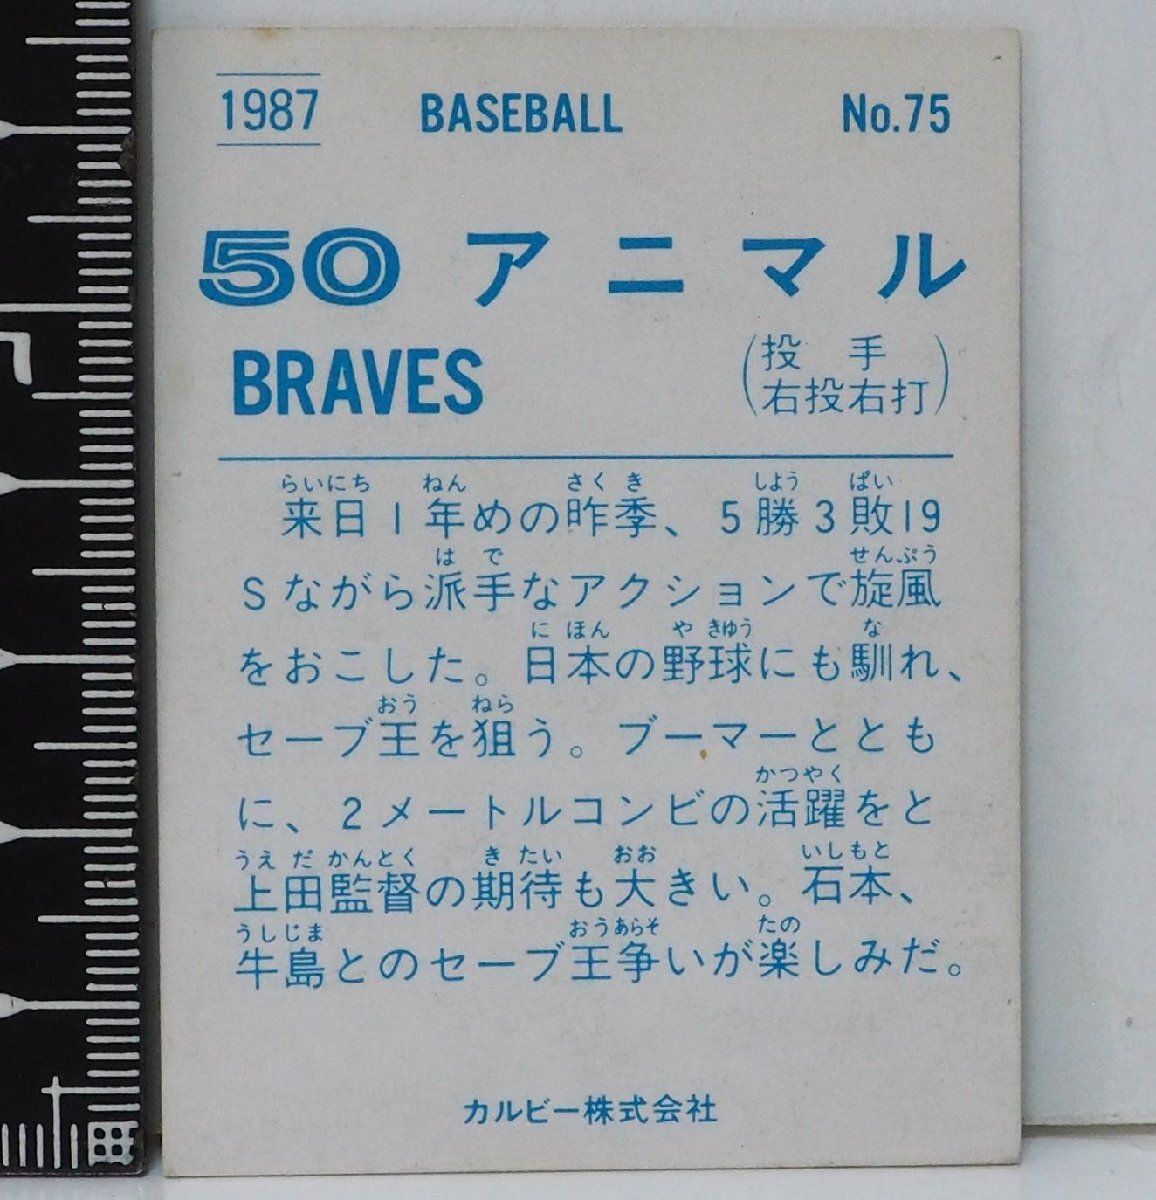 1987 BASEBALL No.75
50 アニマル
BRAVES
(投手
右投右打)
らいにち ねん さくき しょう ぱい
来日1年めの昨季、5勝3敗19
はで せんぷう
Sながら派手なアクションで旋風
にほん やきゅう な
をおこした。日本の野球にも馴れ、
おう ねら
セーブ王を狙う。ブーマーととも
かつやく
に、2メートルコンビの活躍をと
うえだかんとく きたい おお いしもと
上田監督の期待も大きい。石本、
うしじま おうあらそ たの
牛島とのセーブ王争いが楽しみだ。
カルビー株式会社